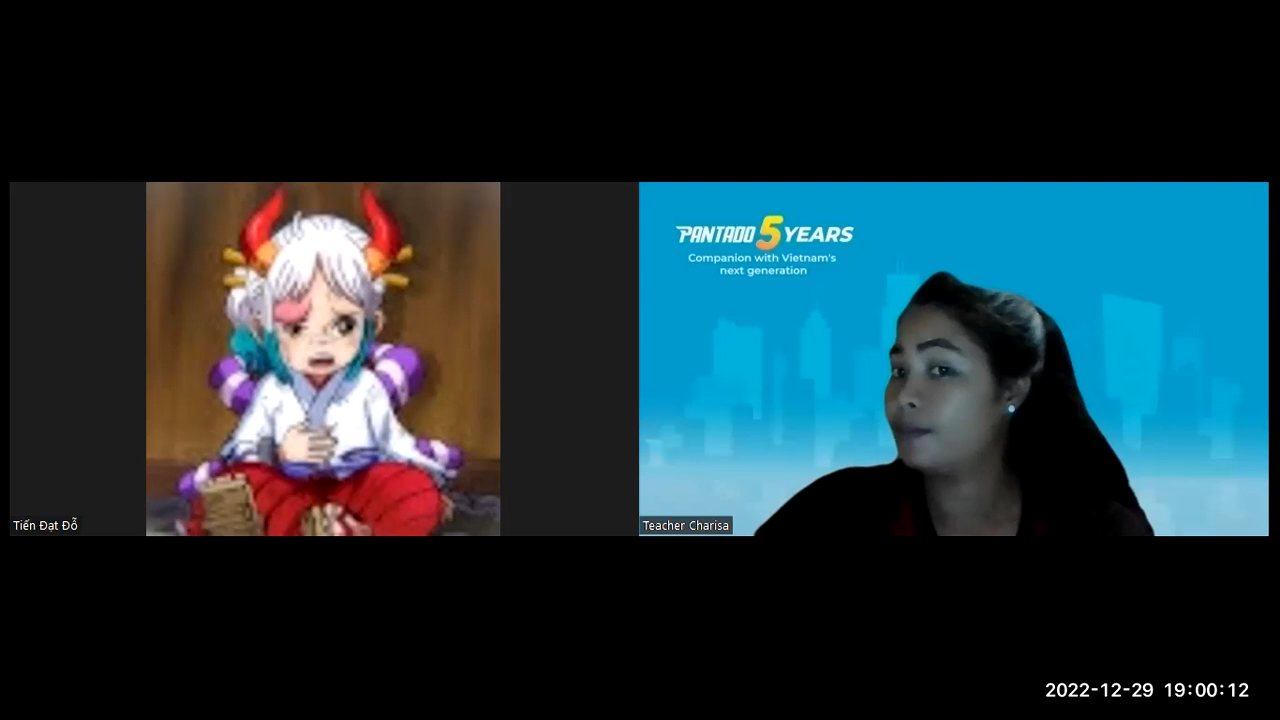 PANTADO 5 YEARS
Companion with Vietnam's
next generation
Tiến Đạt Đỗ
Teacher Charisa
2022-12-29 19:00:12